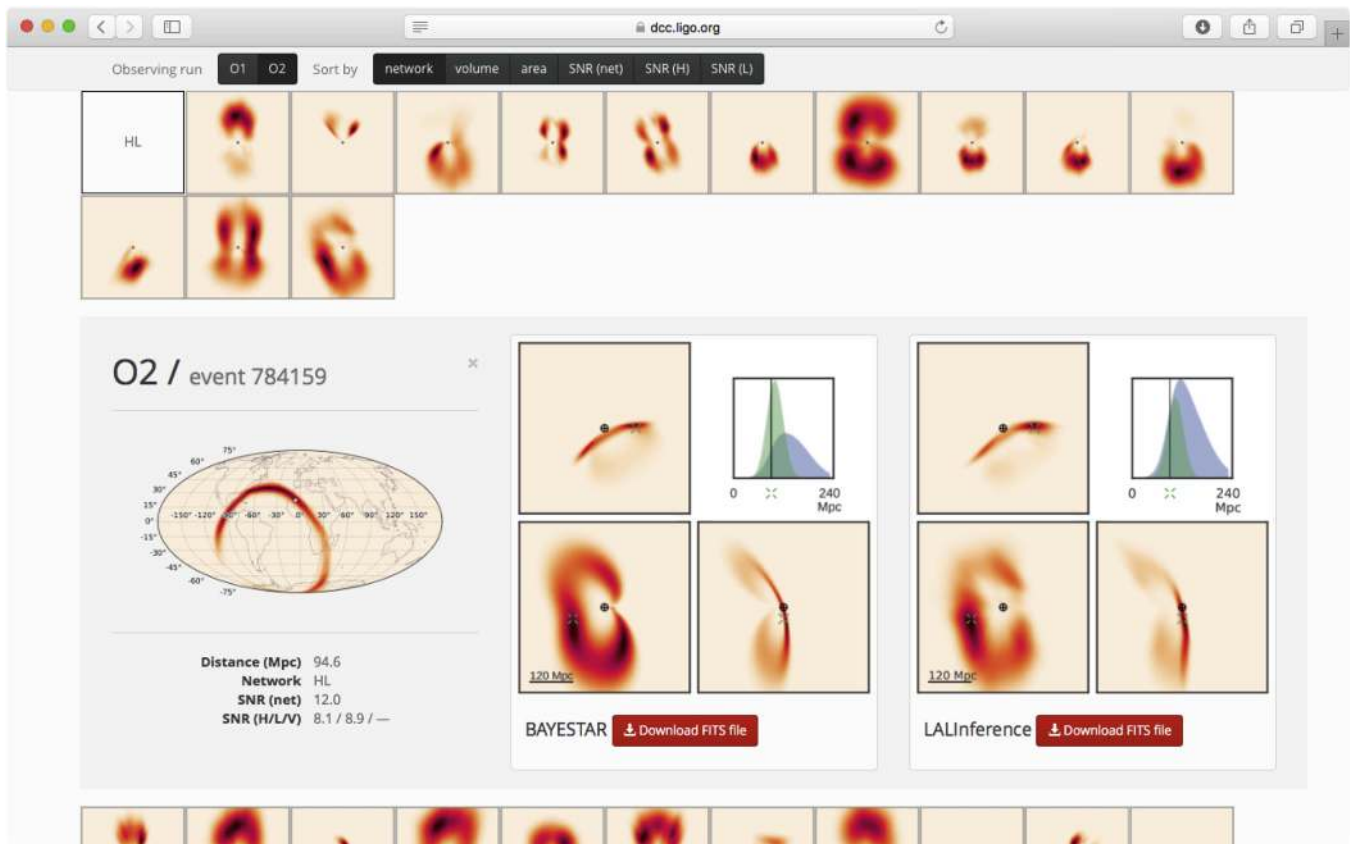 dcc.ligo.org
Observing run O1 O2 Sort by network volume area SNR (net) SNR (H) SNR (L)
HL
O2 / event 784159
75°
60°
45°
30°
15°
0°
-15°
-30°
-45°
-60°
-75°
-150° -120° -60° -30° 0° 30° 60° 90° 120° 150°
Distance (Mpc) 94.6
Network HL
SNR (net) 12.0
SNR (H/L/V) 8.1 / 8.9 / —
0 240
Mpc
120 Mpc
BAYESTAR Download FITS file
0 240
Mpc
120 Mpc
LALInference Download FITS file